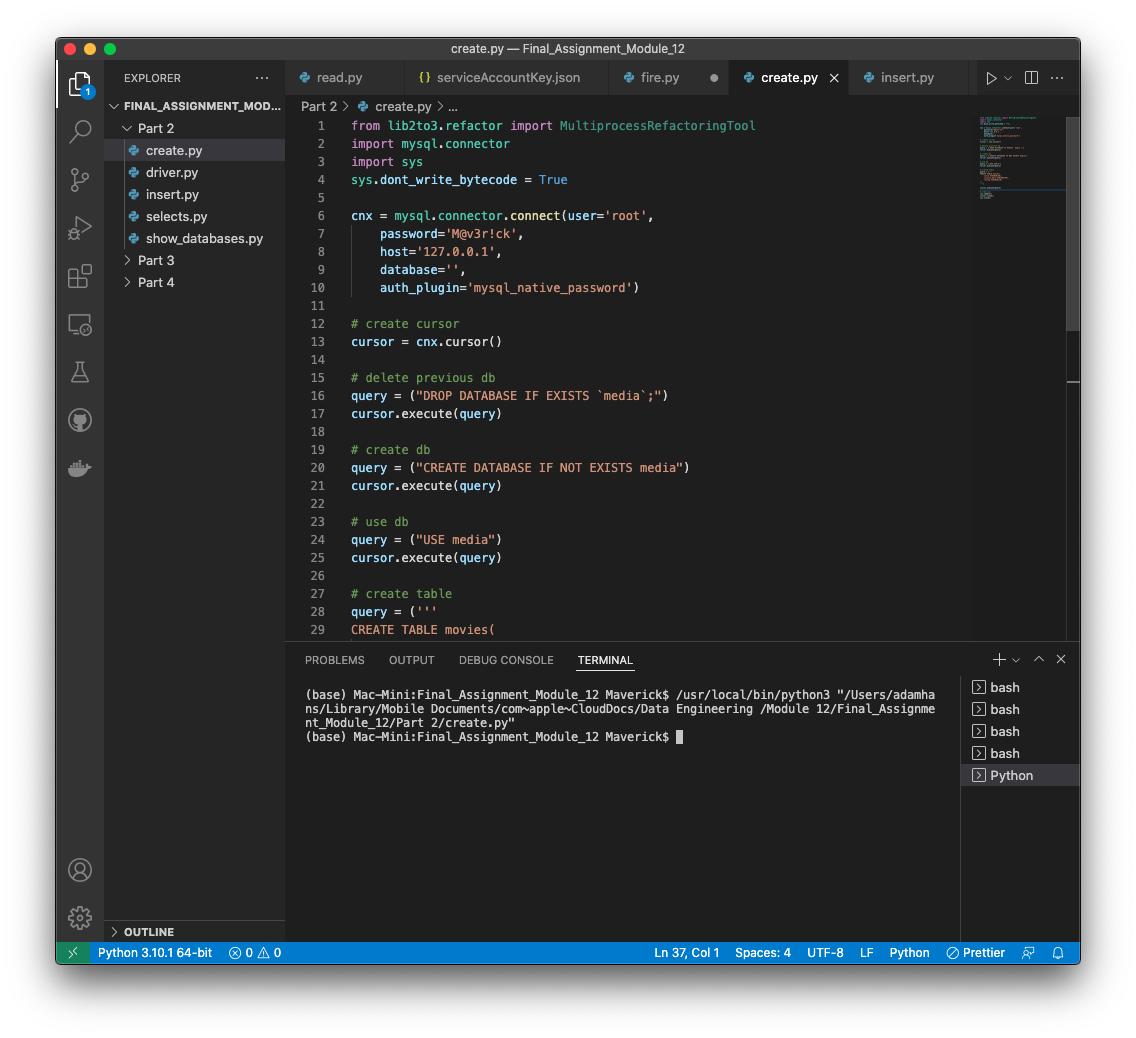 create.py — Final_Assignment_Module_12
EXPLORER
FINAL_ASSIGNMENT_MOD...
Part 2
create.py
driver.py
insert.py
selects.py
show_databases.py
Part 3
Part 4
OUTLINE
1
read.py
{} serviceAccountKey.json
fire.py
create.py
insert.py
Part 2 > create.py > ...
1 from lib2to3.refactor import MultiprocessRefactoringTool
2 import mysql.connector
3 import sys
4 sys.dont_write_bytecode = True
5
6 cnx = mysql.connector.connect(user='root',
7 password='M@v3r!ck',
8 host='127.0.0.1',
9 database='',
10 auth_plugin='mysql_native_password')
11
12 # create cursor
13 cursor = cnx.cursor()
14
15 # delete previous db
16 query = ("DROP DATABASE IF EXISTS `media`;")
17 cursor.execute(query)
18
19 # create db
20 query = ("CREATE DATABASE IF NOT EXISTS media")
21 cursor.execute(query)
22
23 # use db
24 query = ("USE media")
25 cursor.execute(query)
26
27 # create table
28 query = ('''
29 CREATE TABLE movies(
PROBLEMS OUTPUT DEBUG CONSOLE TERMINAL
(base) Mac-Mini:Final_Assignment_Module_12 Maverick$ /usr/local/bin/python3 "/Users/adamha
ns/Library/Mobile Documents/com~apple~CloudDocs/Data Engineering /Module 12/Final_Assignme
nt_Module_12/Part 2/create.py"
(base) Mac-Mini:Final_Assignment_Module_12 Maverick$
bash
bash
bash
bash
Python
Python 3.10.1 64-bit 0 0 Ln 37, Col 1 Spaces: 4 UTF-8 LF Python Prettier